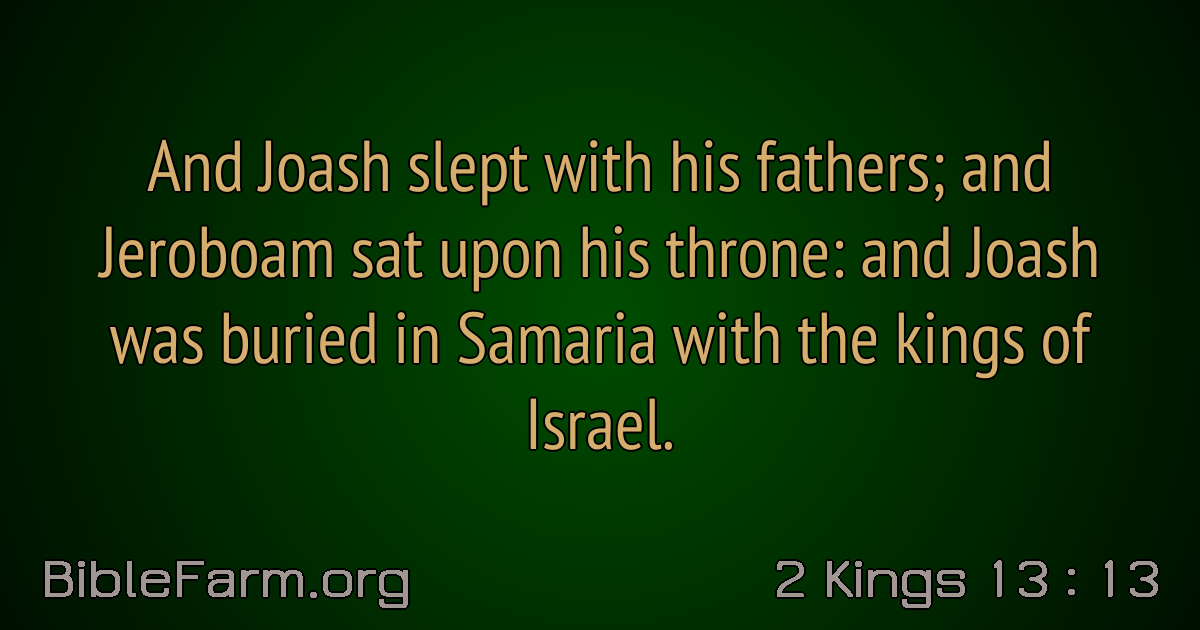 And Joash slept with his fathers; and
Jeroboam sat upon his throne: and Joash
was buried in Samaria with the kings of
Israel.
BibleFarm.org
2 Kings 13 : 13